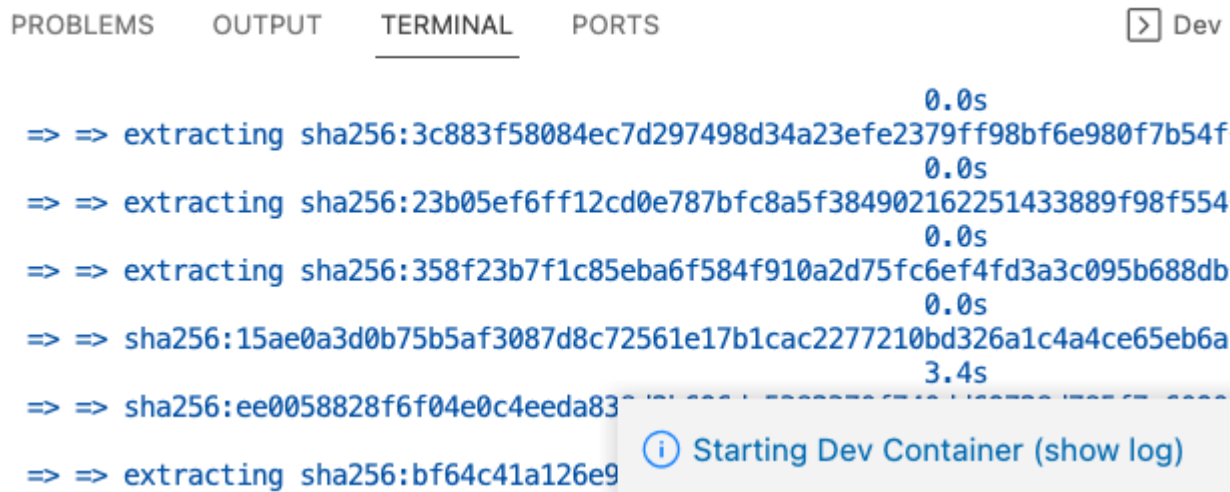 PROBLEMS OUTPUT TERMINAL PORTS Dev
0.0s
=> => extracting sha256:3c883f58084ec7d297498d34a23efe2379ff98bf6e980f7b54f
0.0s
=> => extracting sha256:23b05ef6ff12cd0e787bfc8a5f384902162251433889f98f554
0.0s
=> => extracting sha256:358f23b7f1c85eba6f584f910a2d75fc6ef4fd3a3c095b688db
0.0s
=> => sha256:15ae0a3d0b75b5af3087d8c72561e17b1cac2277210bd326a1c4a4ce65eb6a
3.4s
=> => sha256:ee0058828f6f04e0c4eeda83
Starting Dev Container (show log)
=> => extracting sha256:bf64c41a126e9